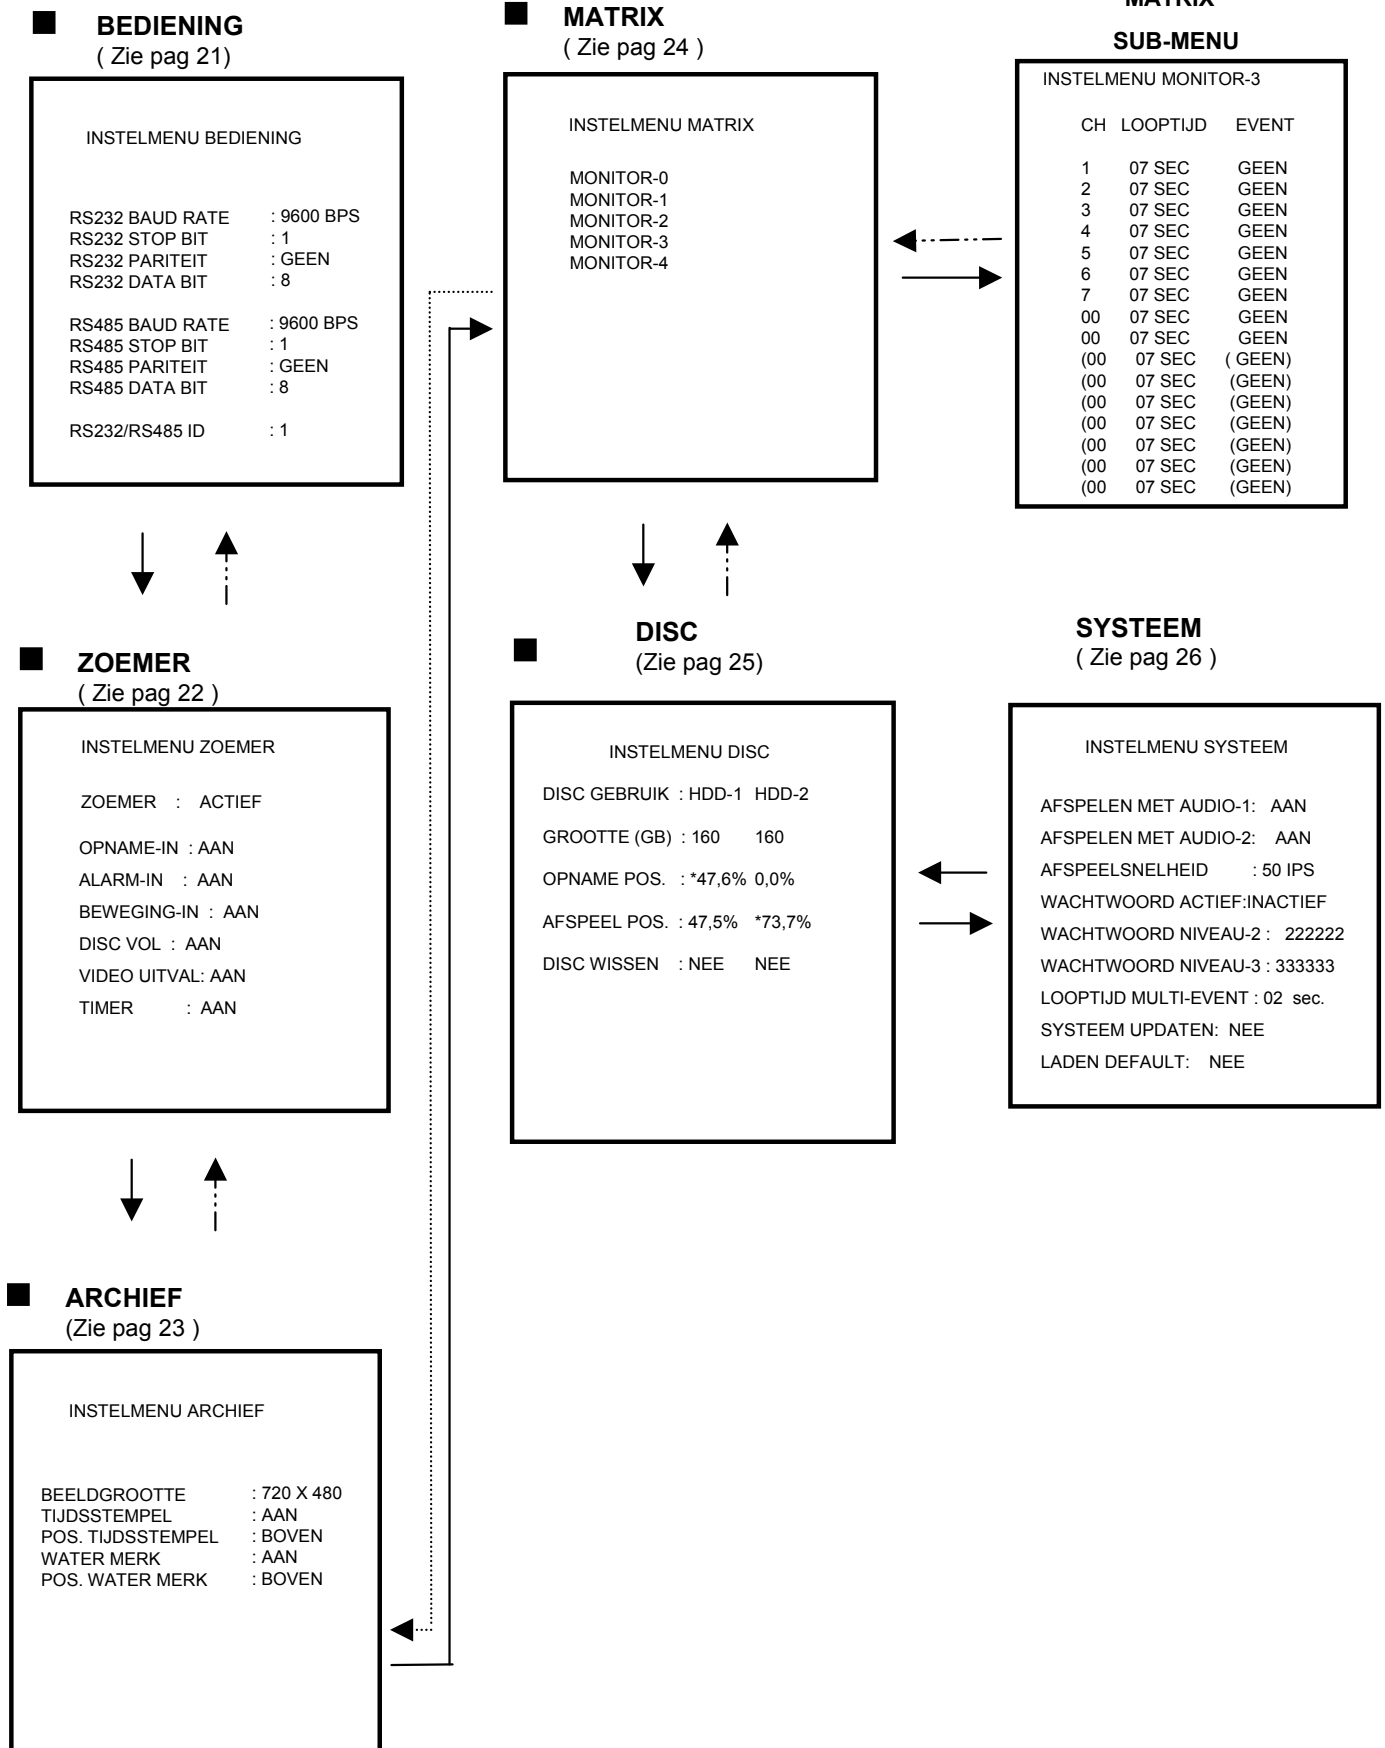 BEDIENING
( Zie pag 21)
INSTELMENU BEDIENING
RS232 BAUD RATE : 9600 BPS
RS232 STOP BIT : 1
RS232 PARITEIT : GEEN
RS232 DATA BIT : 8
RS485 BAUD RATE : 9600 BPS
RS485 STOP BIT : 1
RS485 PARITEIT : GEEN
RS485 DATA BIT : 8
RS232/RS485 ID : 1
ZOEMER
( Zie pag 22 )
INSTELMENU ZOEMER
ZOEMER : ACTIEF
OPNAME-IN : AAN
ALARM-IN : AAN
BEWEGING-IN : AAN
DISC VOL : AAN
VIDEO UITVAL: AAN
TIMER : AAN
ARCHIEF
(Zie pag 23 )
INSTELMENU ARCHIEF
BEELDGROOTTE : 720 X 480
TIJDSSTEMPEL : AAN
POS. TIJDSSTEMPEL : BOVEN
WATER MERK : AAN
POS. WATER MERK : BOVEN
MATRIX
( Zie pag 24 )
INSTELMENU MATRIX
MONITOR-0
MONITOR-1
MONITOR-2
MONITOR-3
MONITOR-4
MATRIX
SUB-MENU
INSTELMENU MONITOR-3
CH LOOPTIJD EVENT
1 07 SEC GEEN
2 07 SEC GEEN
3 07 SEC GEEN
4 07 SEC GEEN
5 07 SEC GEEN
6 07 SEC GEEN
7 07 SEC GEEN
00 07 SEC GEEN
00 07 SEC GEEN
(00 07 SEC ( GEEN)
(00 07 SEC (GEEN)
(00 07 SEC (GEEN)
(00 07 SEC (GEEN)
(00 07 SEC (GEEN)
(00 07 SEC (GEEN)
(00 07 SEC (GEEN)
DISC
(Zie pag 25)
INSTELMENU DISC
DISC GEBRUIK : HDD-1 HDD-2
GROOTTE (GB) : 160 160
OPNAME POS. : *47,6% 0,0%
AFSPEEL POS. : 47,5% *73,7%
DISC WISSEN : NEE NEE
SYSTEEM
( Zie pag 26 )
INSTELMENU SYSTEEM
AFSPELEN MET AUDIO-1: AAN
AFSPELEN MET AUDIO-2: AAN
AFSPEELSNELHEID : 50 IPS
WACHTWOORD ACTIEF:INACTIEF
WACHTWOORD NIVEAU-2 : 222222
WACHTWOORD NIVEAU-3 : 333333
LOOPTIJD MULTI-EVENT : 02 sec.
SYSTEEM UPDATEN: NEE
LADEN DEFAULT: NEE